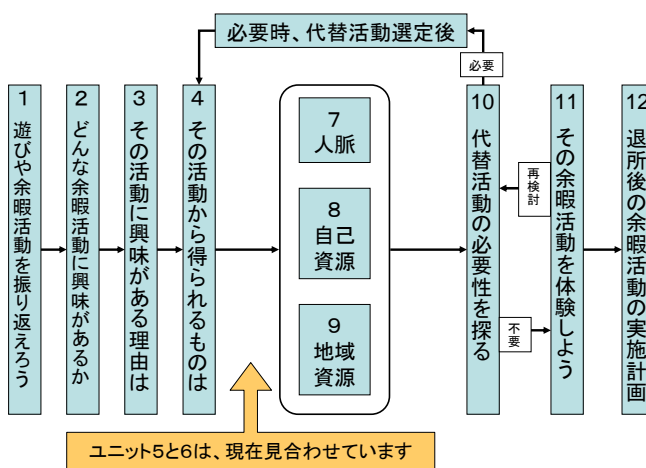 必要時、代替活動選定後
必要
1 遊びや余暇活動を振り返えろう
2 どんな余暇活動に興味があるか
3 その活動に興味がある理由は
4 その活動から得られるものは
7
人脈
8
自己
資源
9
地域
資源
10 代替活動の必要性を探る
再検討
不要
11 その余暇活動を体験しよう
12 退所後の余暇活動の実施計画
ユニット5と6は、現在見合わせています